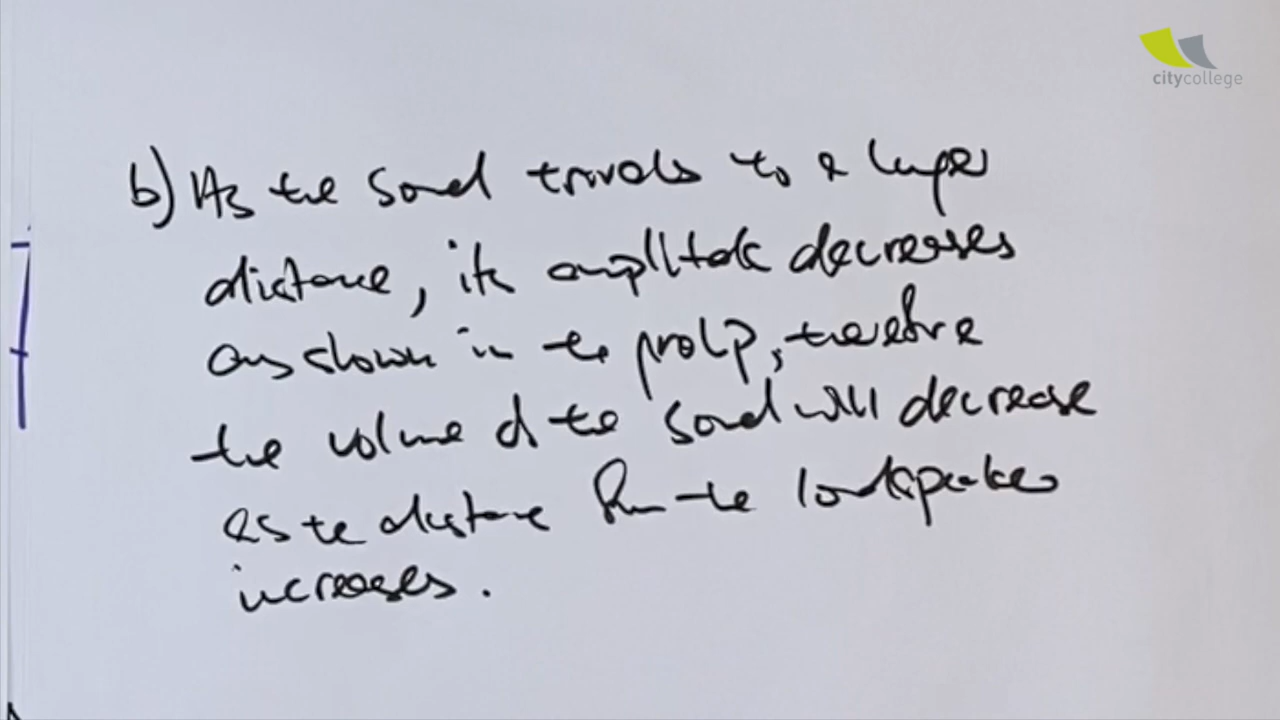 citycollege
b) As the sound travels to a larger
distance, its amplitude decreases
as shown in the graph, therefore
the volume of the sound will decrease
as the distance from the loudspeaker
increases.